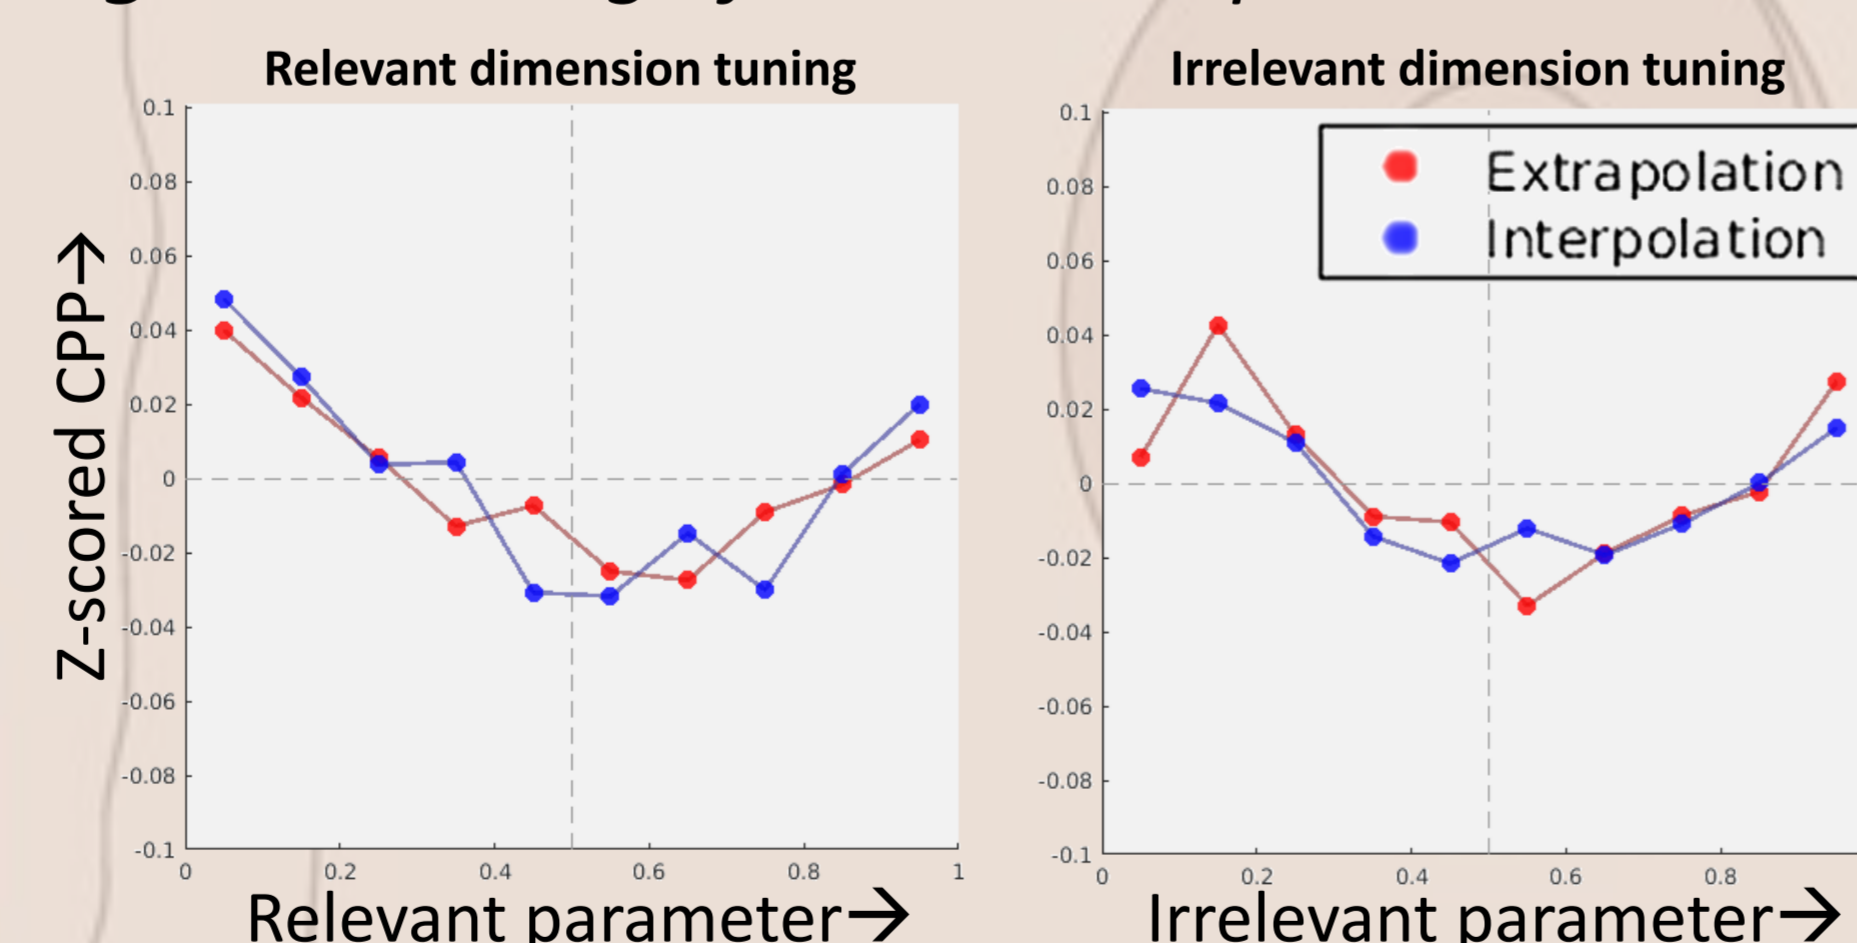 Relevant dimension tuning
0.1
0.08
0.06
0.04
0.02
0
-0.02
-0.04
-0.06
-0.08
-0.1
0 0.2 0.4 0.6 0.8 1
Z-scored CPP→
Relevant parameter→
Irrelevant dimension tuning
0.1
0.08
0.06
0.04
0.02
0
-0.02
-0.04
-0.06
-0.08
-0.1
0 0.2 0.4 0.6 0.8
Extrapolation
Interpolation
Irrelevant parameter→